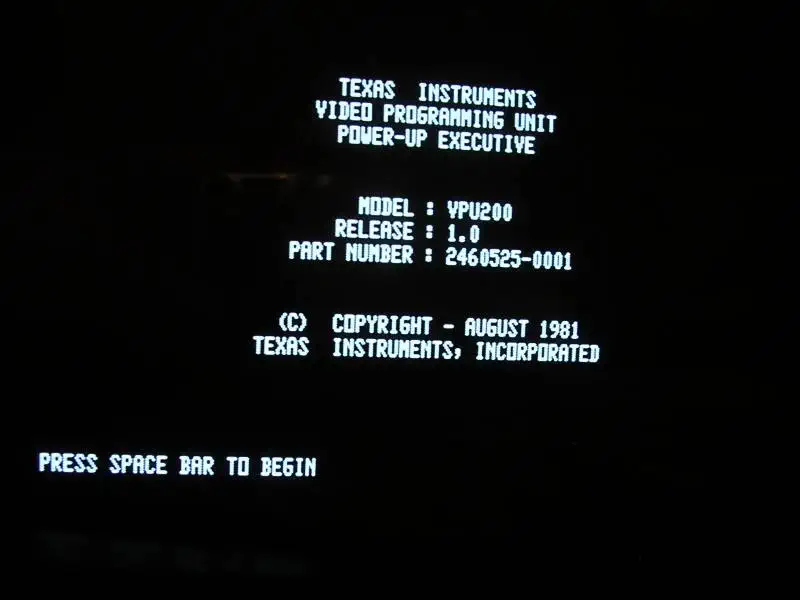 TEXAS INSTRUMENTS
VIDEO PROGRAMMING UNIT
POWER-UP EXECUTIVE
MODEL : VPU200
RELEASE : 1.0
PART NUMBER : 2460525-0001
(C) COPYRIGHT - AUGUST 1981
TEXAS INSTRUMENTS, INCORPORATED
PRESS SPACE BAR TO BEGIN